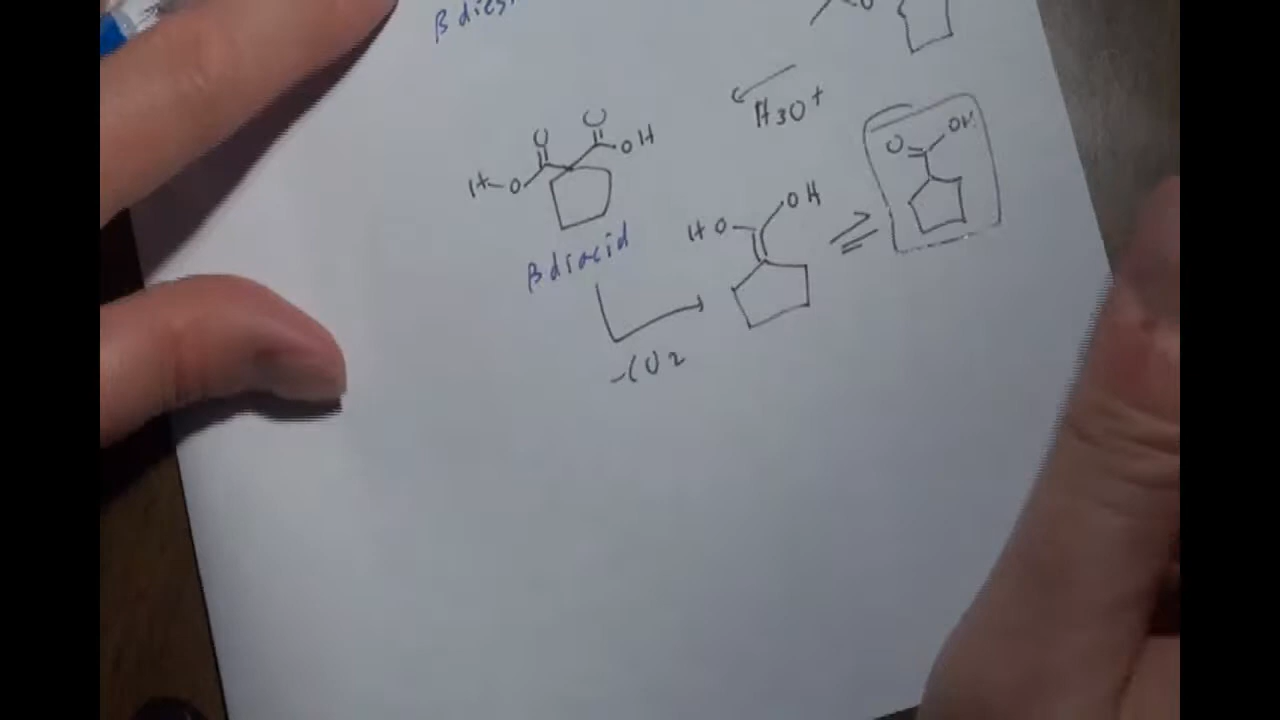 β dies
O
H3O+
O O
H-O OH
O OH
HO OH
β diacid
-CO2